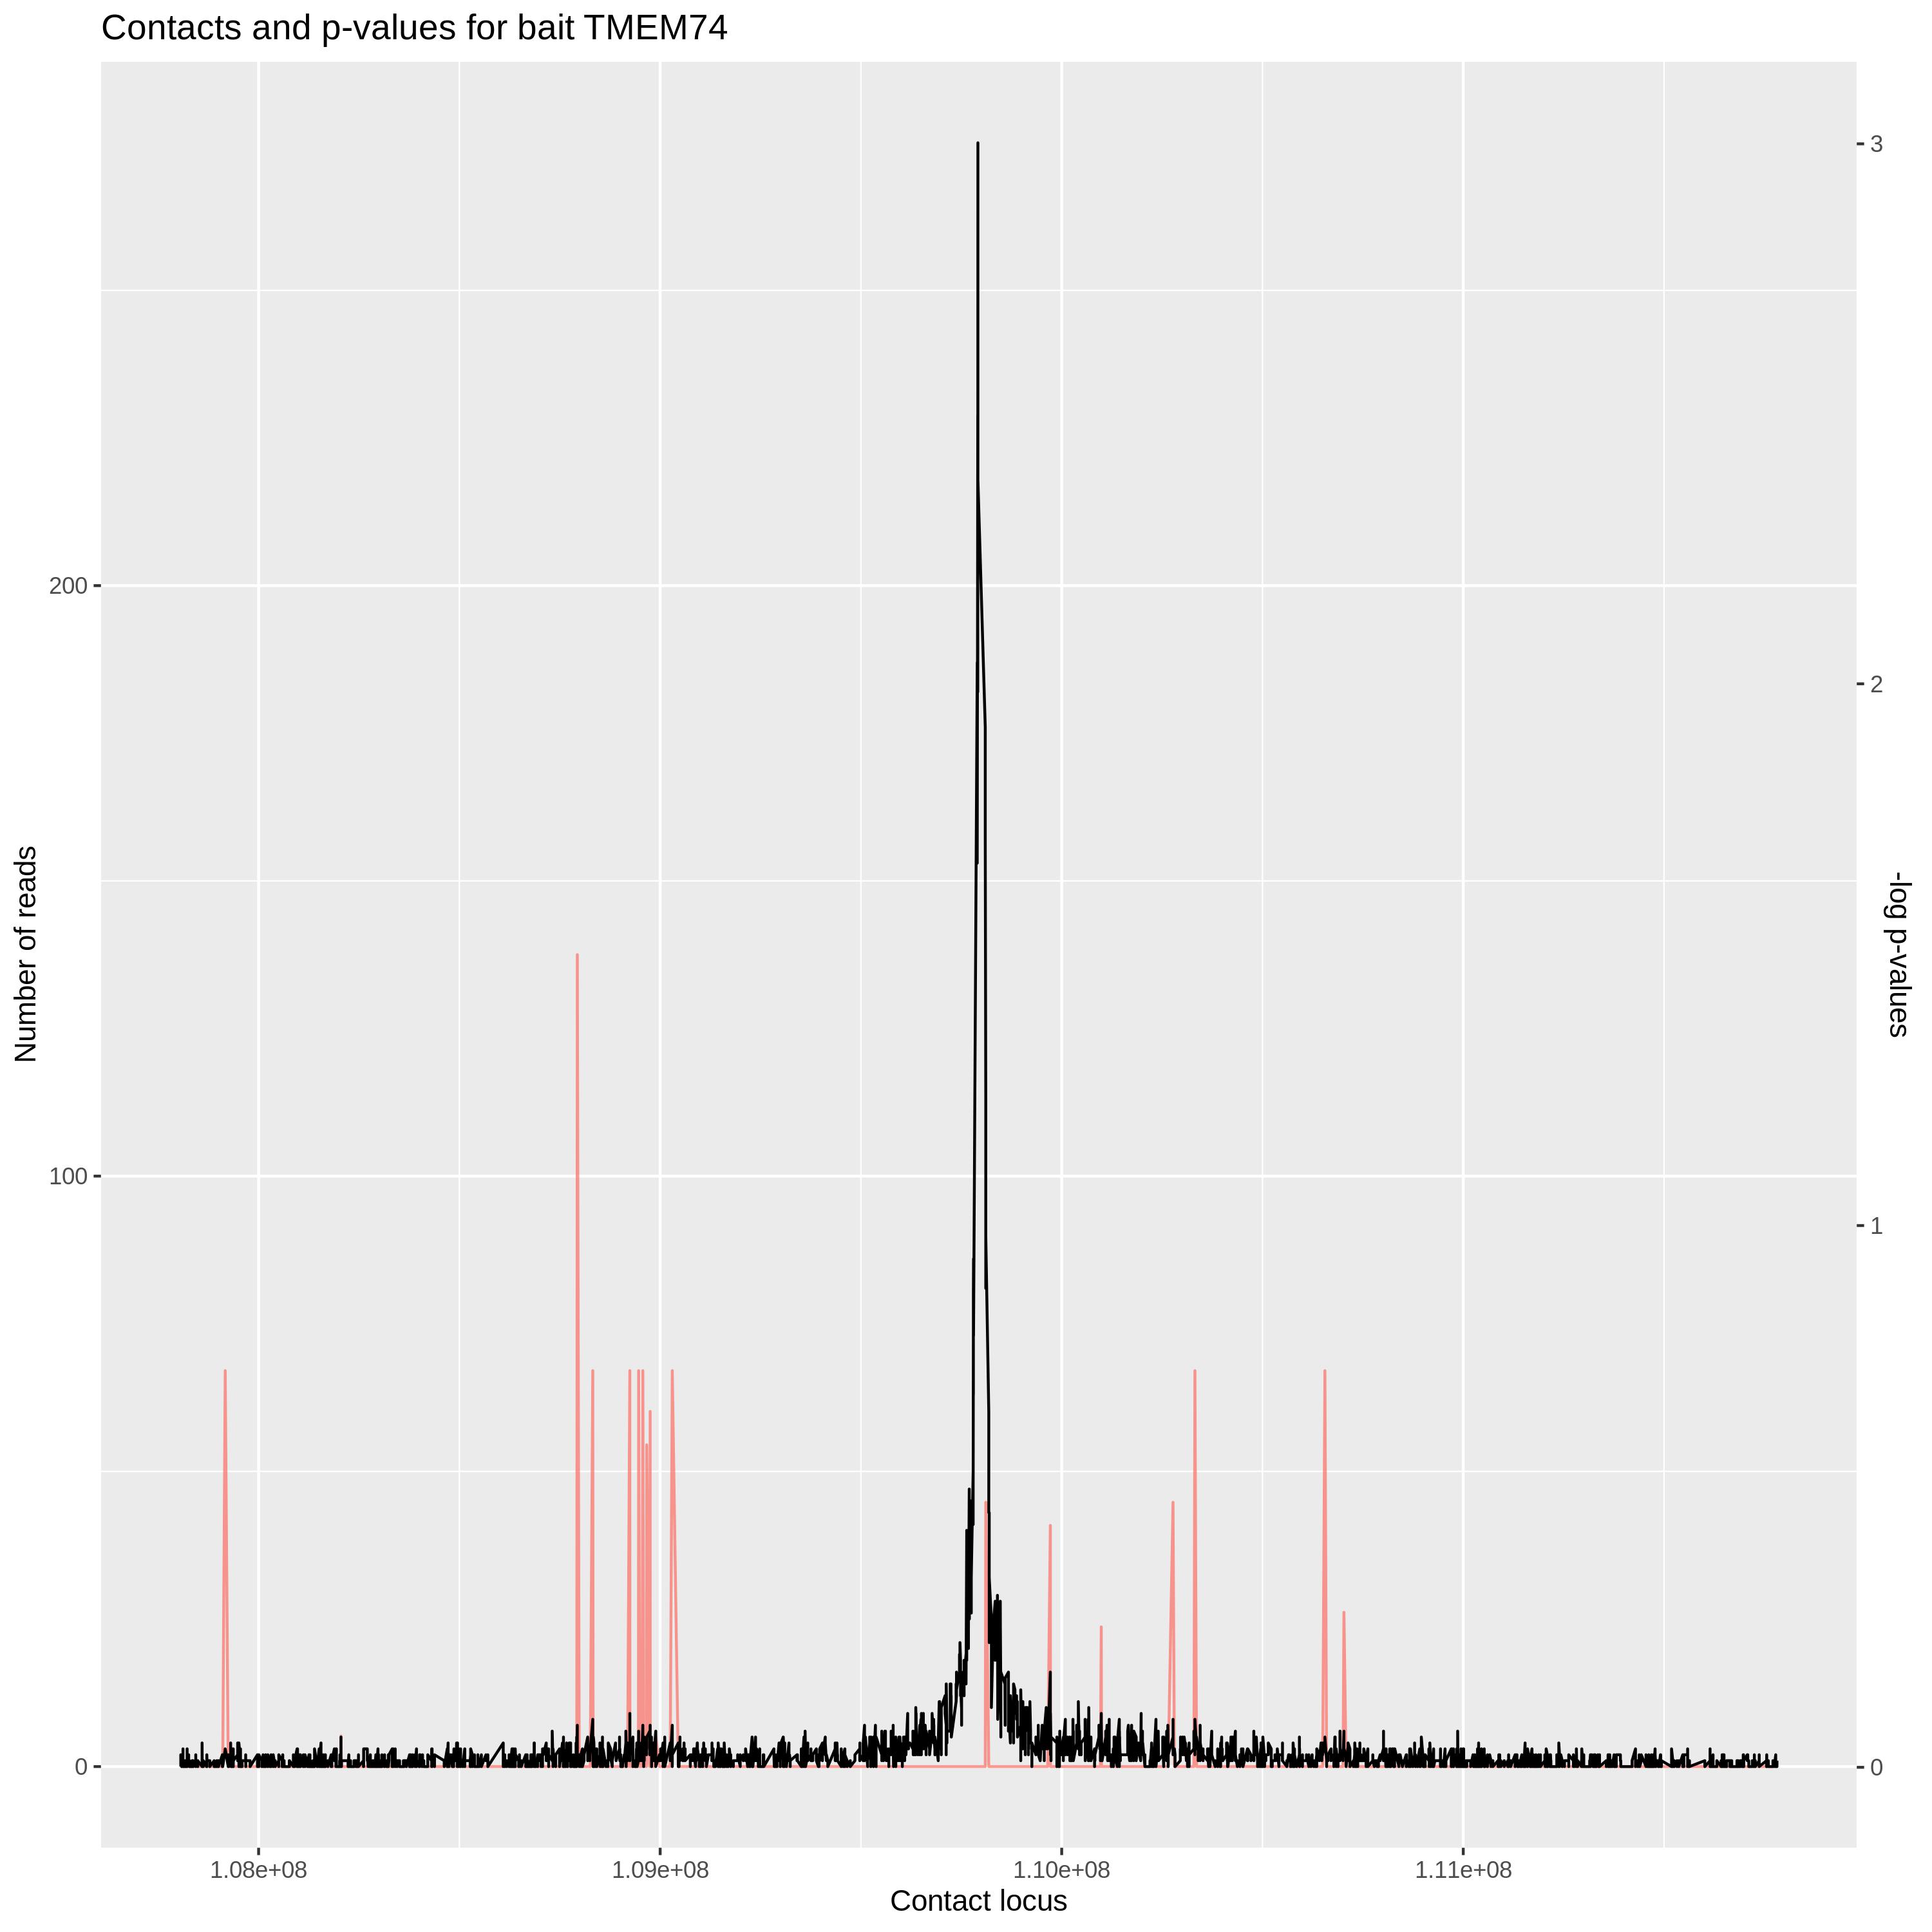 Contacts and p-values for bait TMEM74
3
200
2
Number of reads
-log p-values
100
1
0
0
1.08e+08
1.09e+08
1.10e+08
1.11e+08
Contact locus